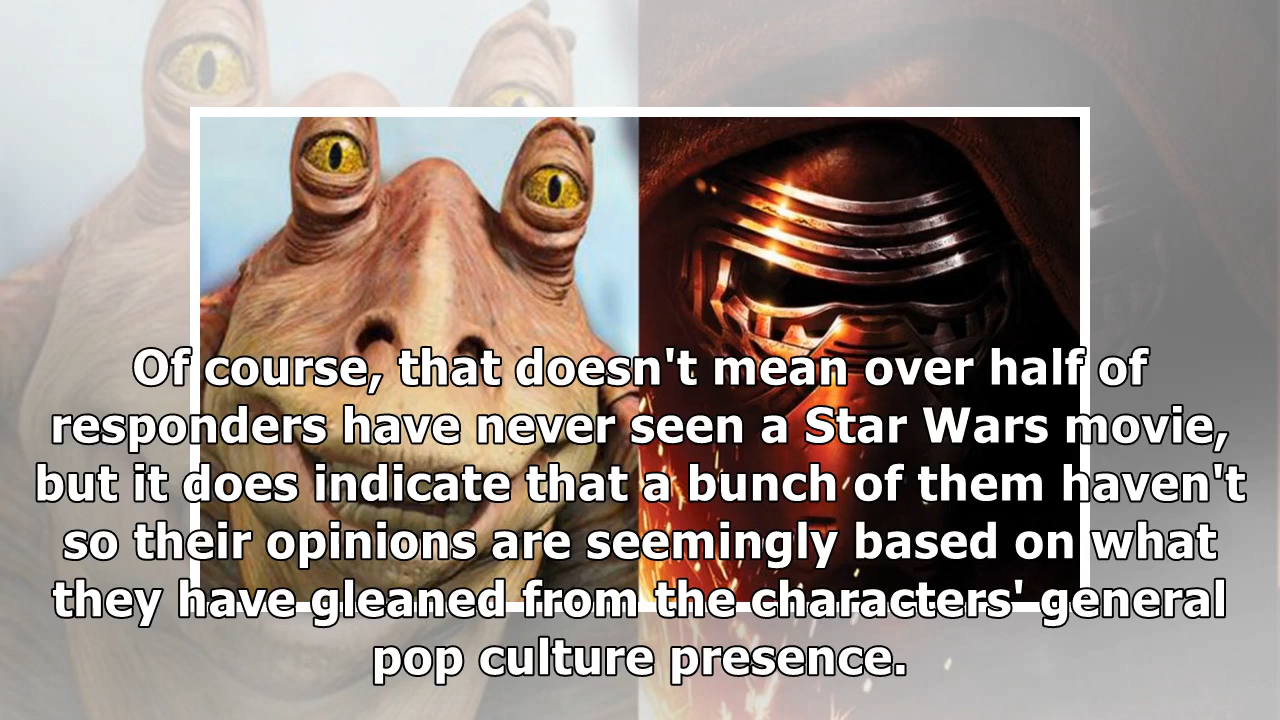 Of course, that doesn't mean over half of
responders have never seen a Star Wars movie,
but it does indicate that a bunch of them haven't
so their opinions are seemingly based on what
they have gleaned from the characters' general
pop culture presence.